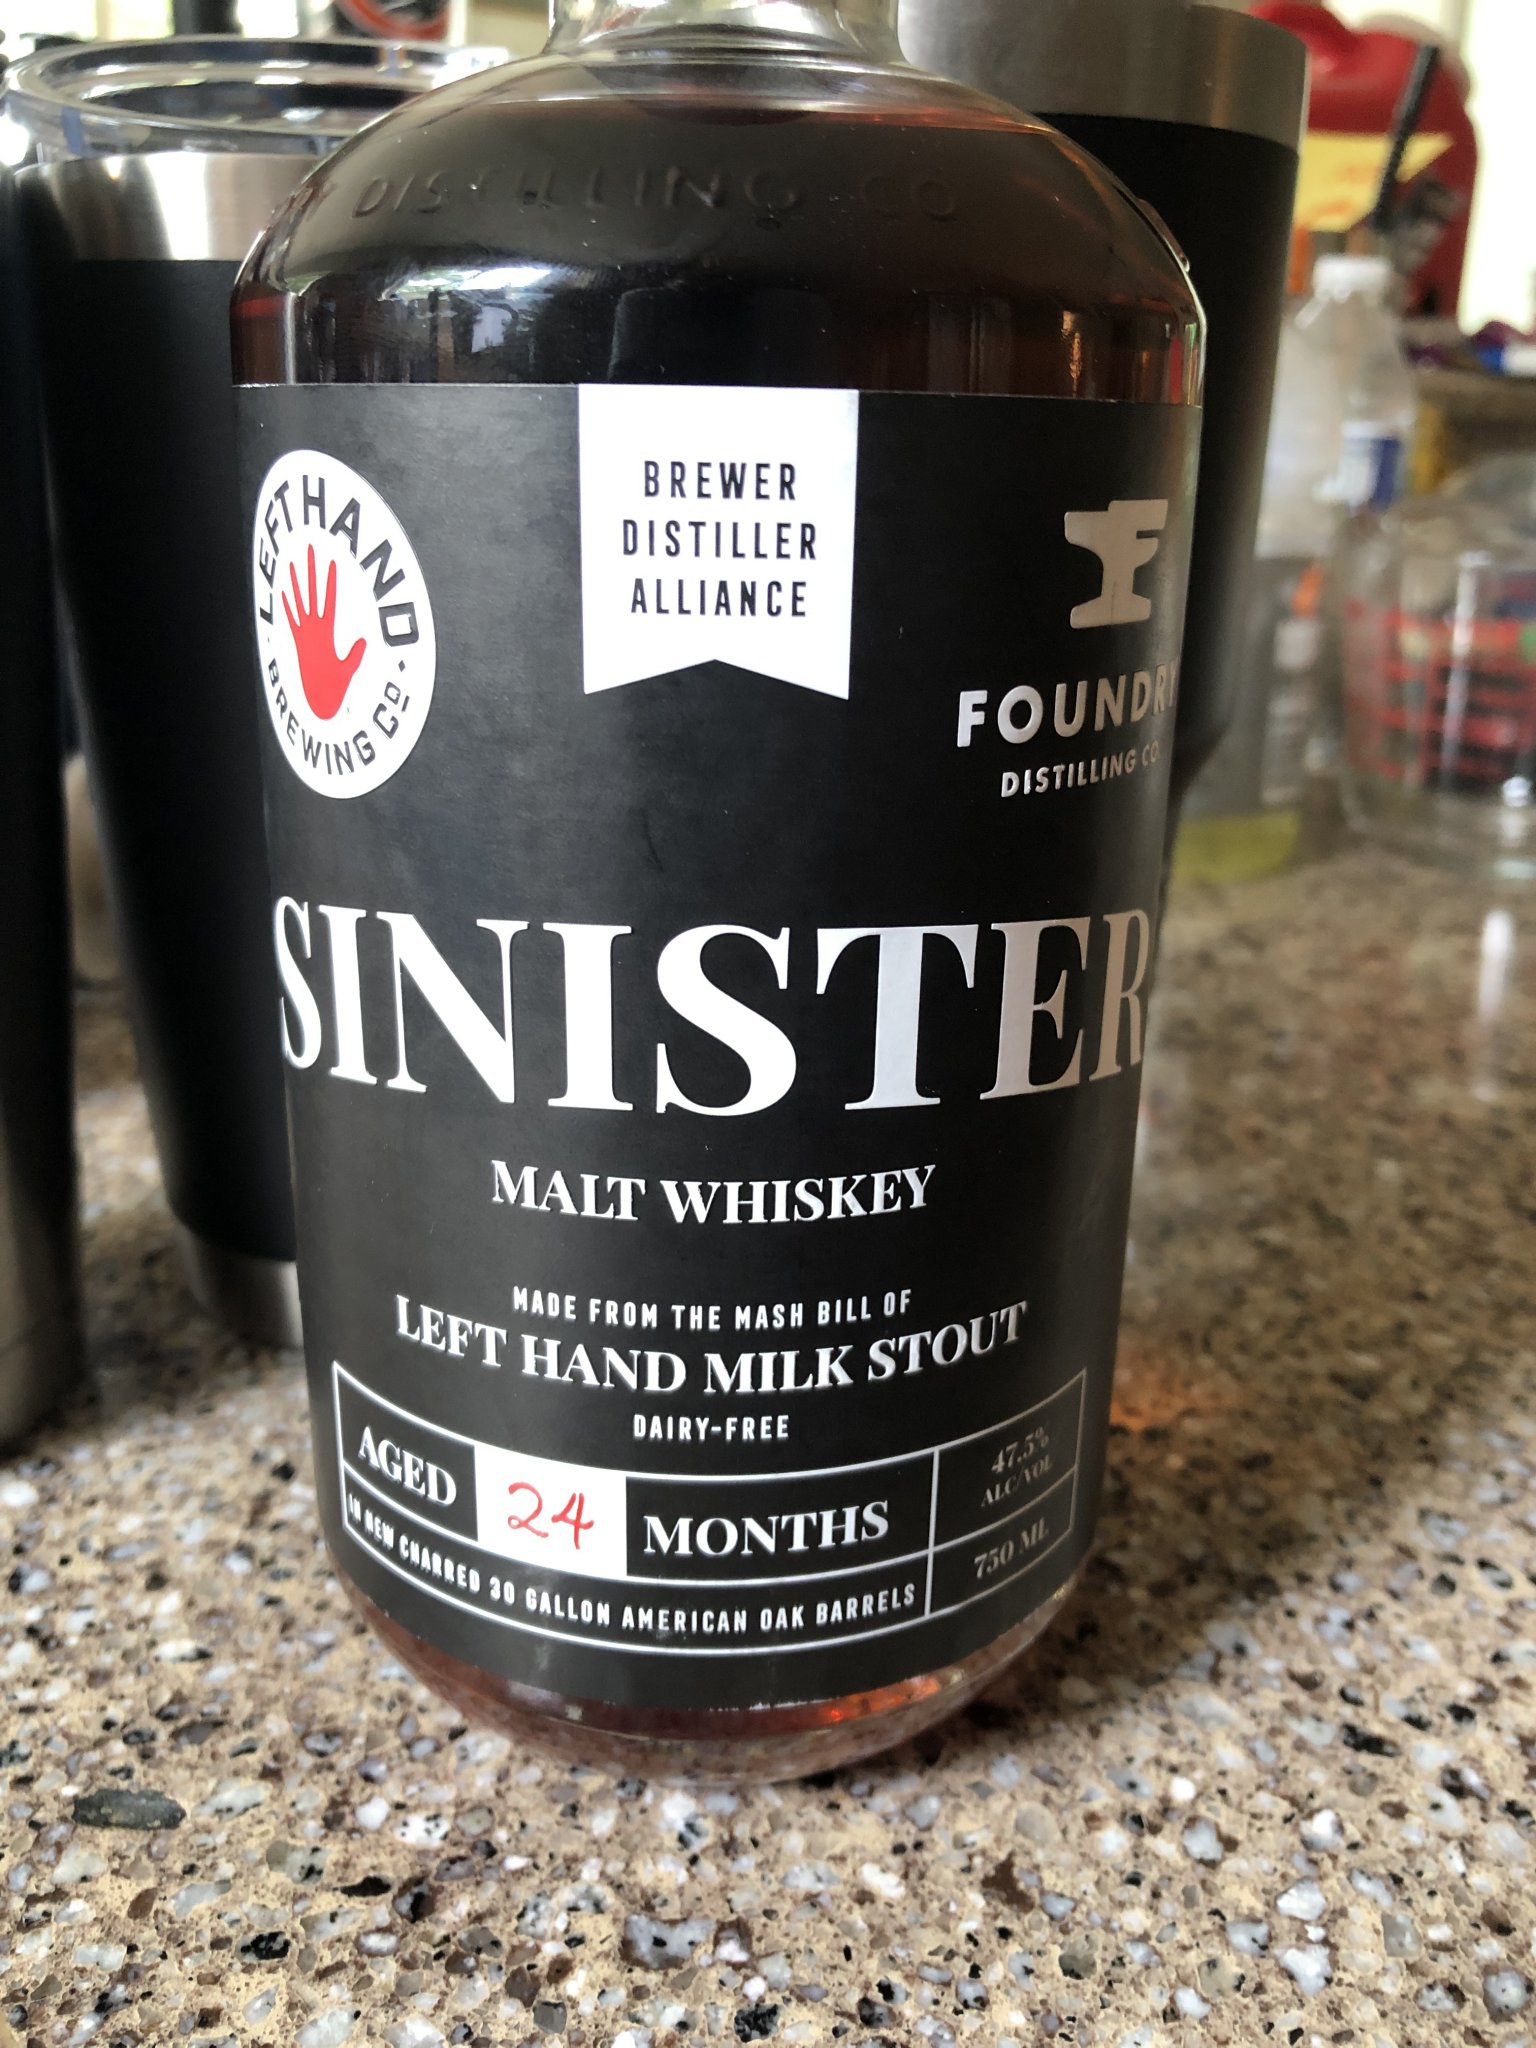 DISTILLING CO
LEFT HAND
BREWING CO
BREWER
DISTILLER
ALLIANCE
F
FOUNDRY
DISTILLING CO.
SINISTER
MALT WHISKEY
MADE FROM THE MASH BILL OF
LEFT HAND MILK STOUT
DAIRY-FREE
AGED 24 MONTHS
IN NEW CHARRED 30 GALLON AMERICAN OAK BARRELS
47.5%
ALC/VOL
750 ML